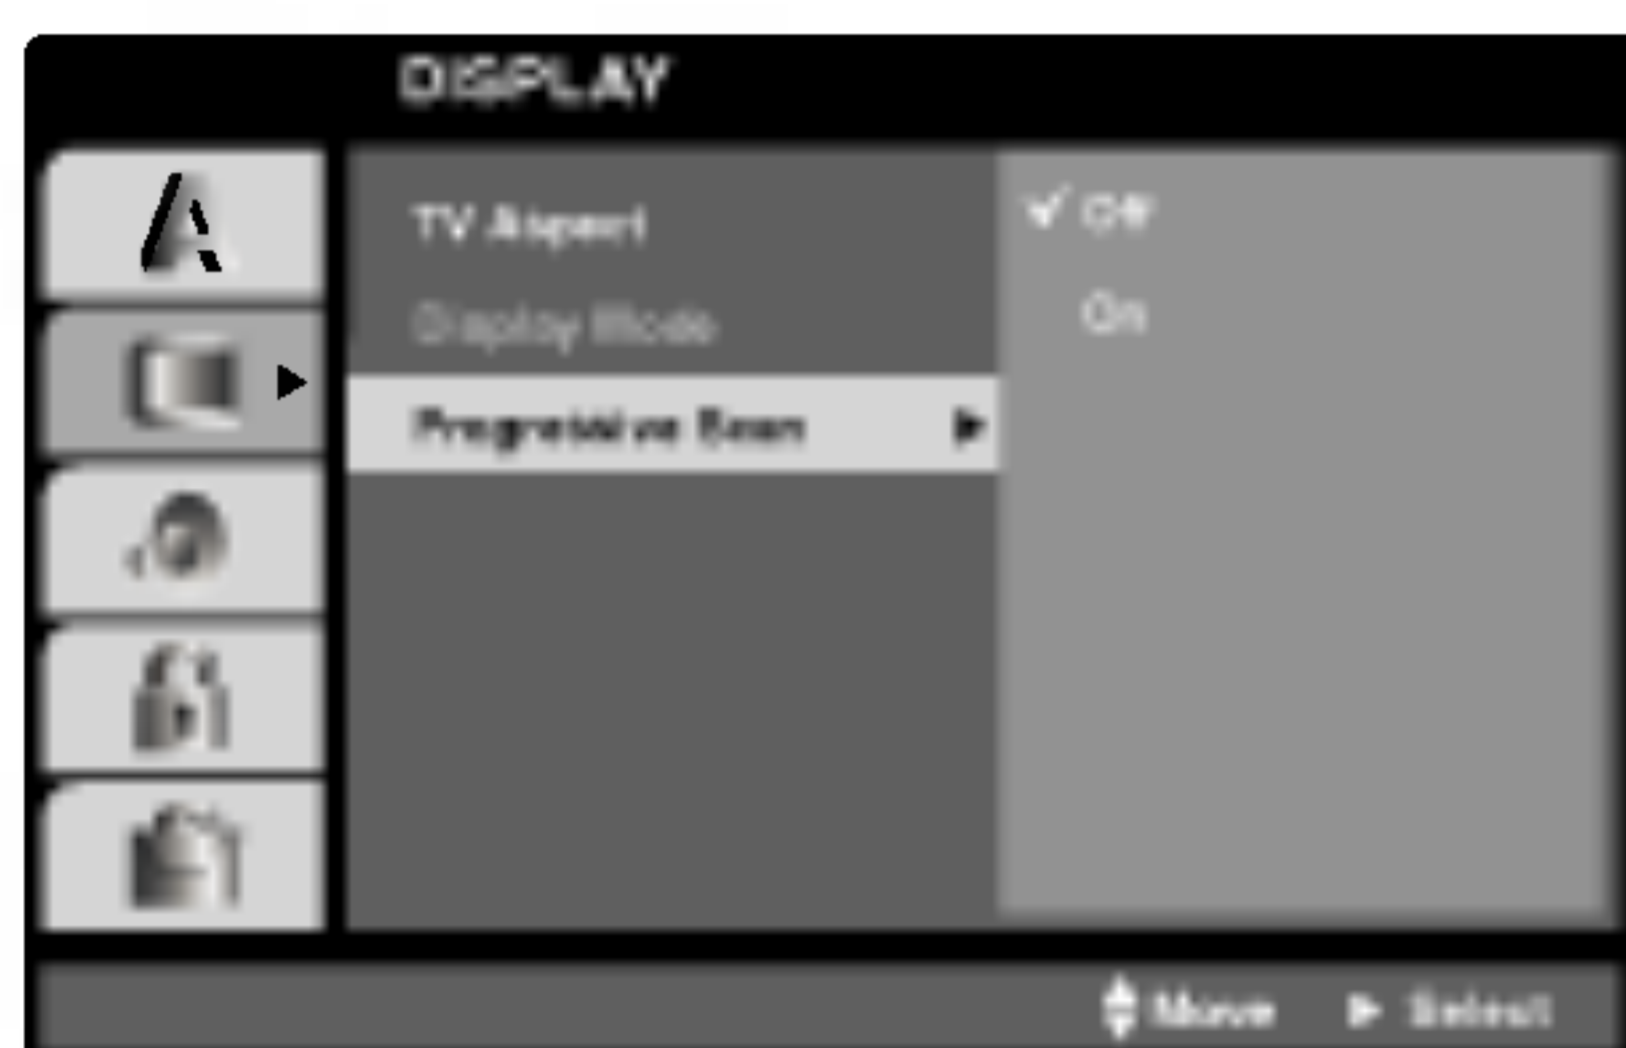 DISPLAY
TV Aspect
Display Mode
Progressive Scan
✓ Off
On
Move
Select